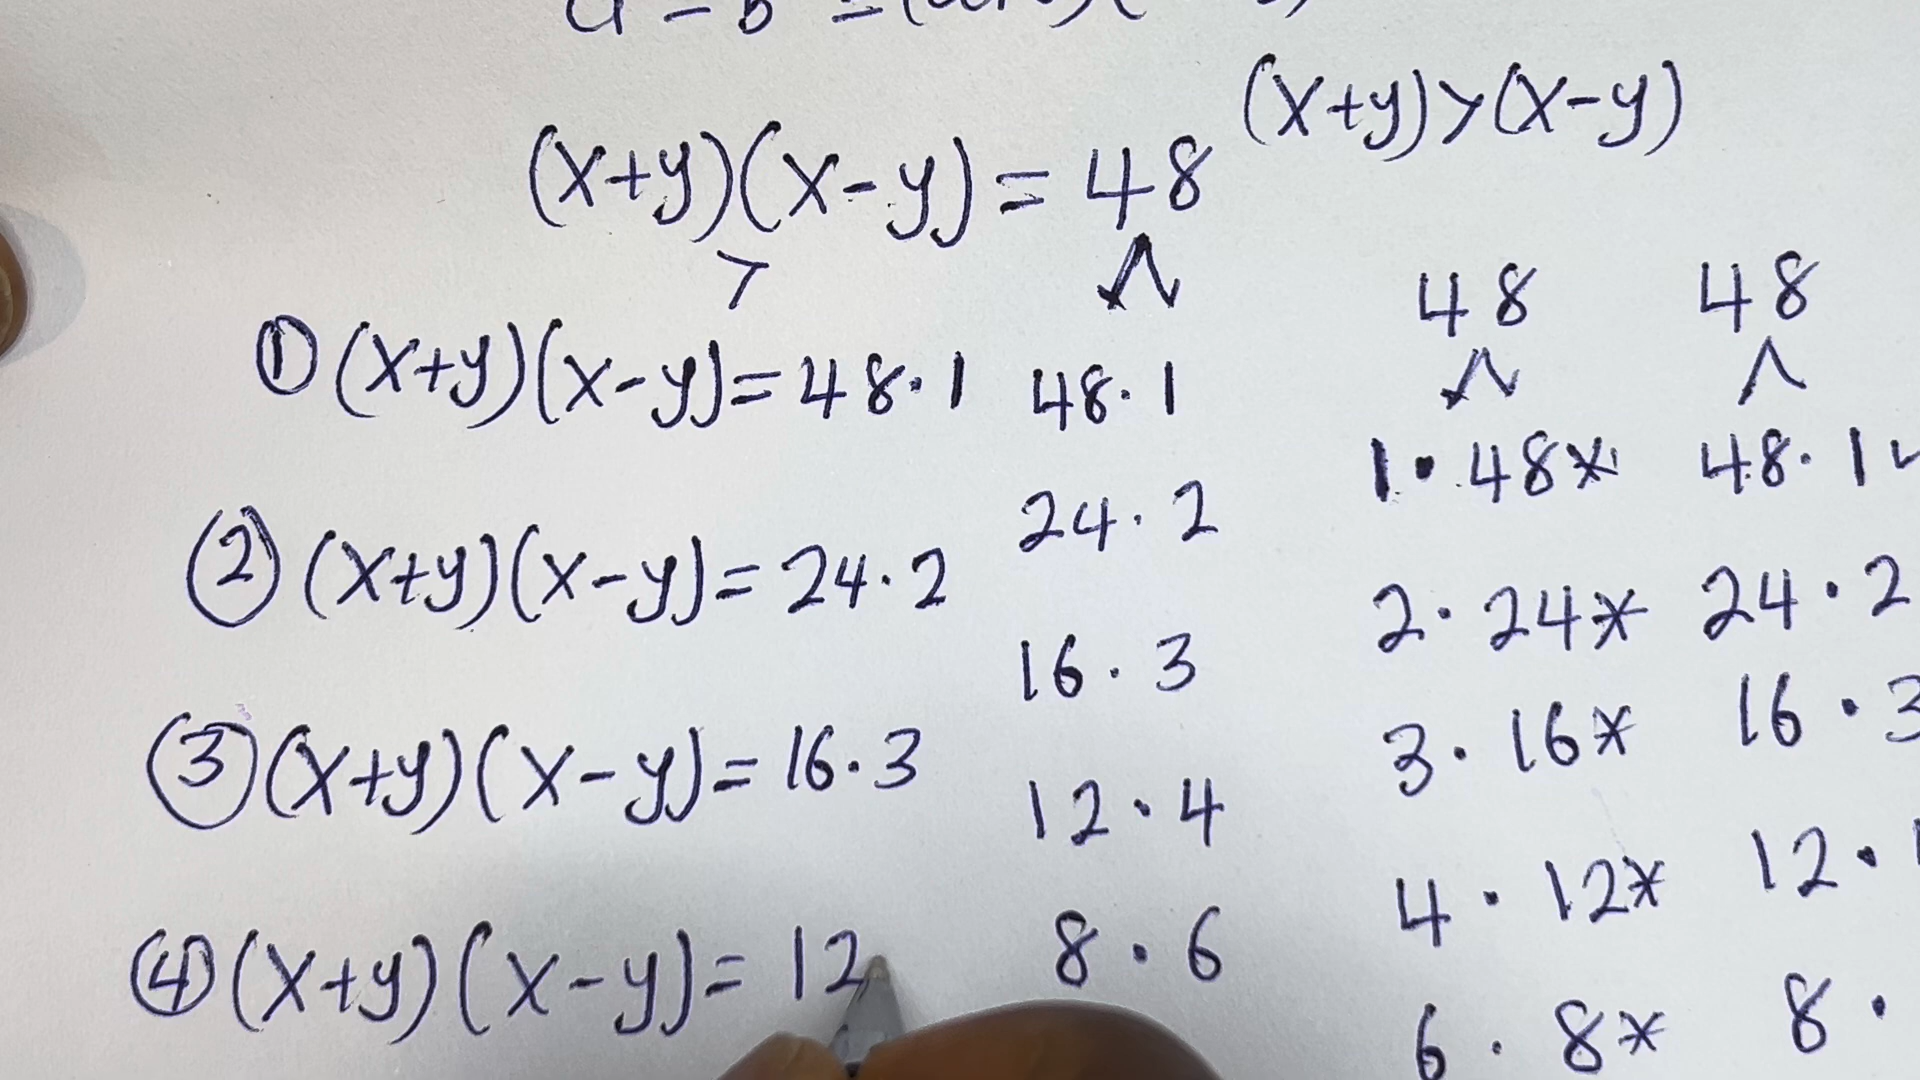 (x+y)>(x-y)
(x+y)(x-y)=48
>
48 48
① (x+y)(x-y)=48·1 48·1
1·48* 48·1
② (x+y)(x-y)=24·2 24·2
2·24* 24·2
③ (x+y)(x-y)=16·3 16·3
3·16* 16·3
12·4
4·12* 12·
④ (x+y)(x-y)=12 8·6
6·8* 8·